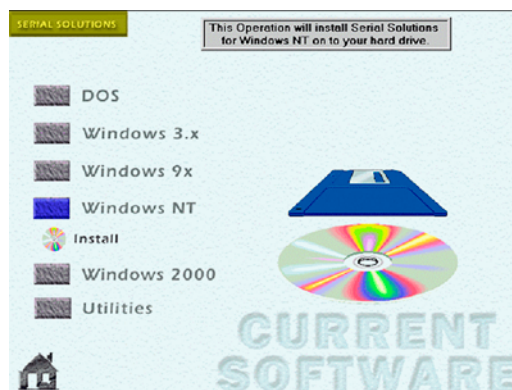 SERIAL SOLUTIONS
This Operation will install Serial Solutions
for Windows NT on to your hard drive.
DOS
Windows 3.x
Windows 9x
Windows NT
Install
Windows 2000
Utilities
CURRENT
SOFTWARE